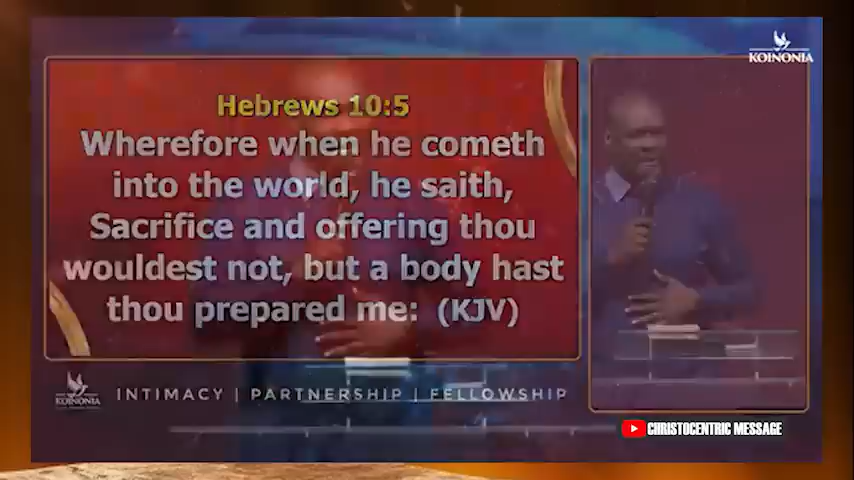 KOINONIA
Hebrews 10:5
Wherefore when he cometh
into the world, he saith,
Sacrifice and offering thou
wouldest not, but a body hast
thou prepared me: (KJV)
KOINONIA
INTIMACY | PARTNERSHIP | FELLOWSHIP
CHRISTOCENTRIC MESSAGE